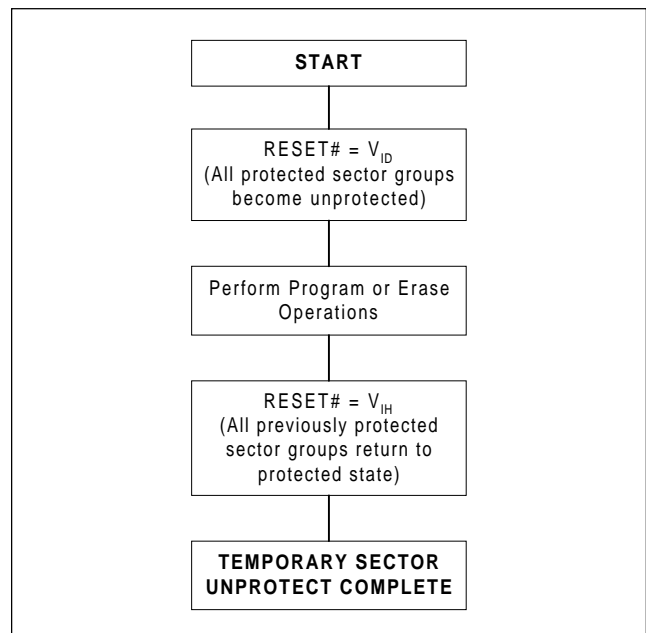 START
RESET# = V_ID
(All protected sector groups
become unprotected)
Perform Program or Erase
Operations
RESET# = V_IH
(All previously protected
sector groups return to
protected state)
TEMPORARY SECTOR
UNPROTECT COMPLETE